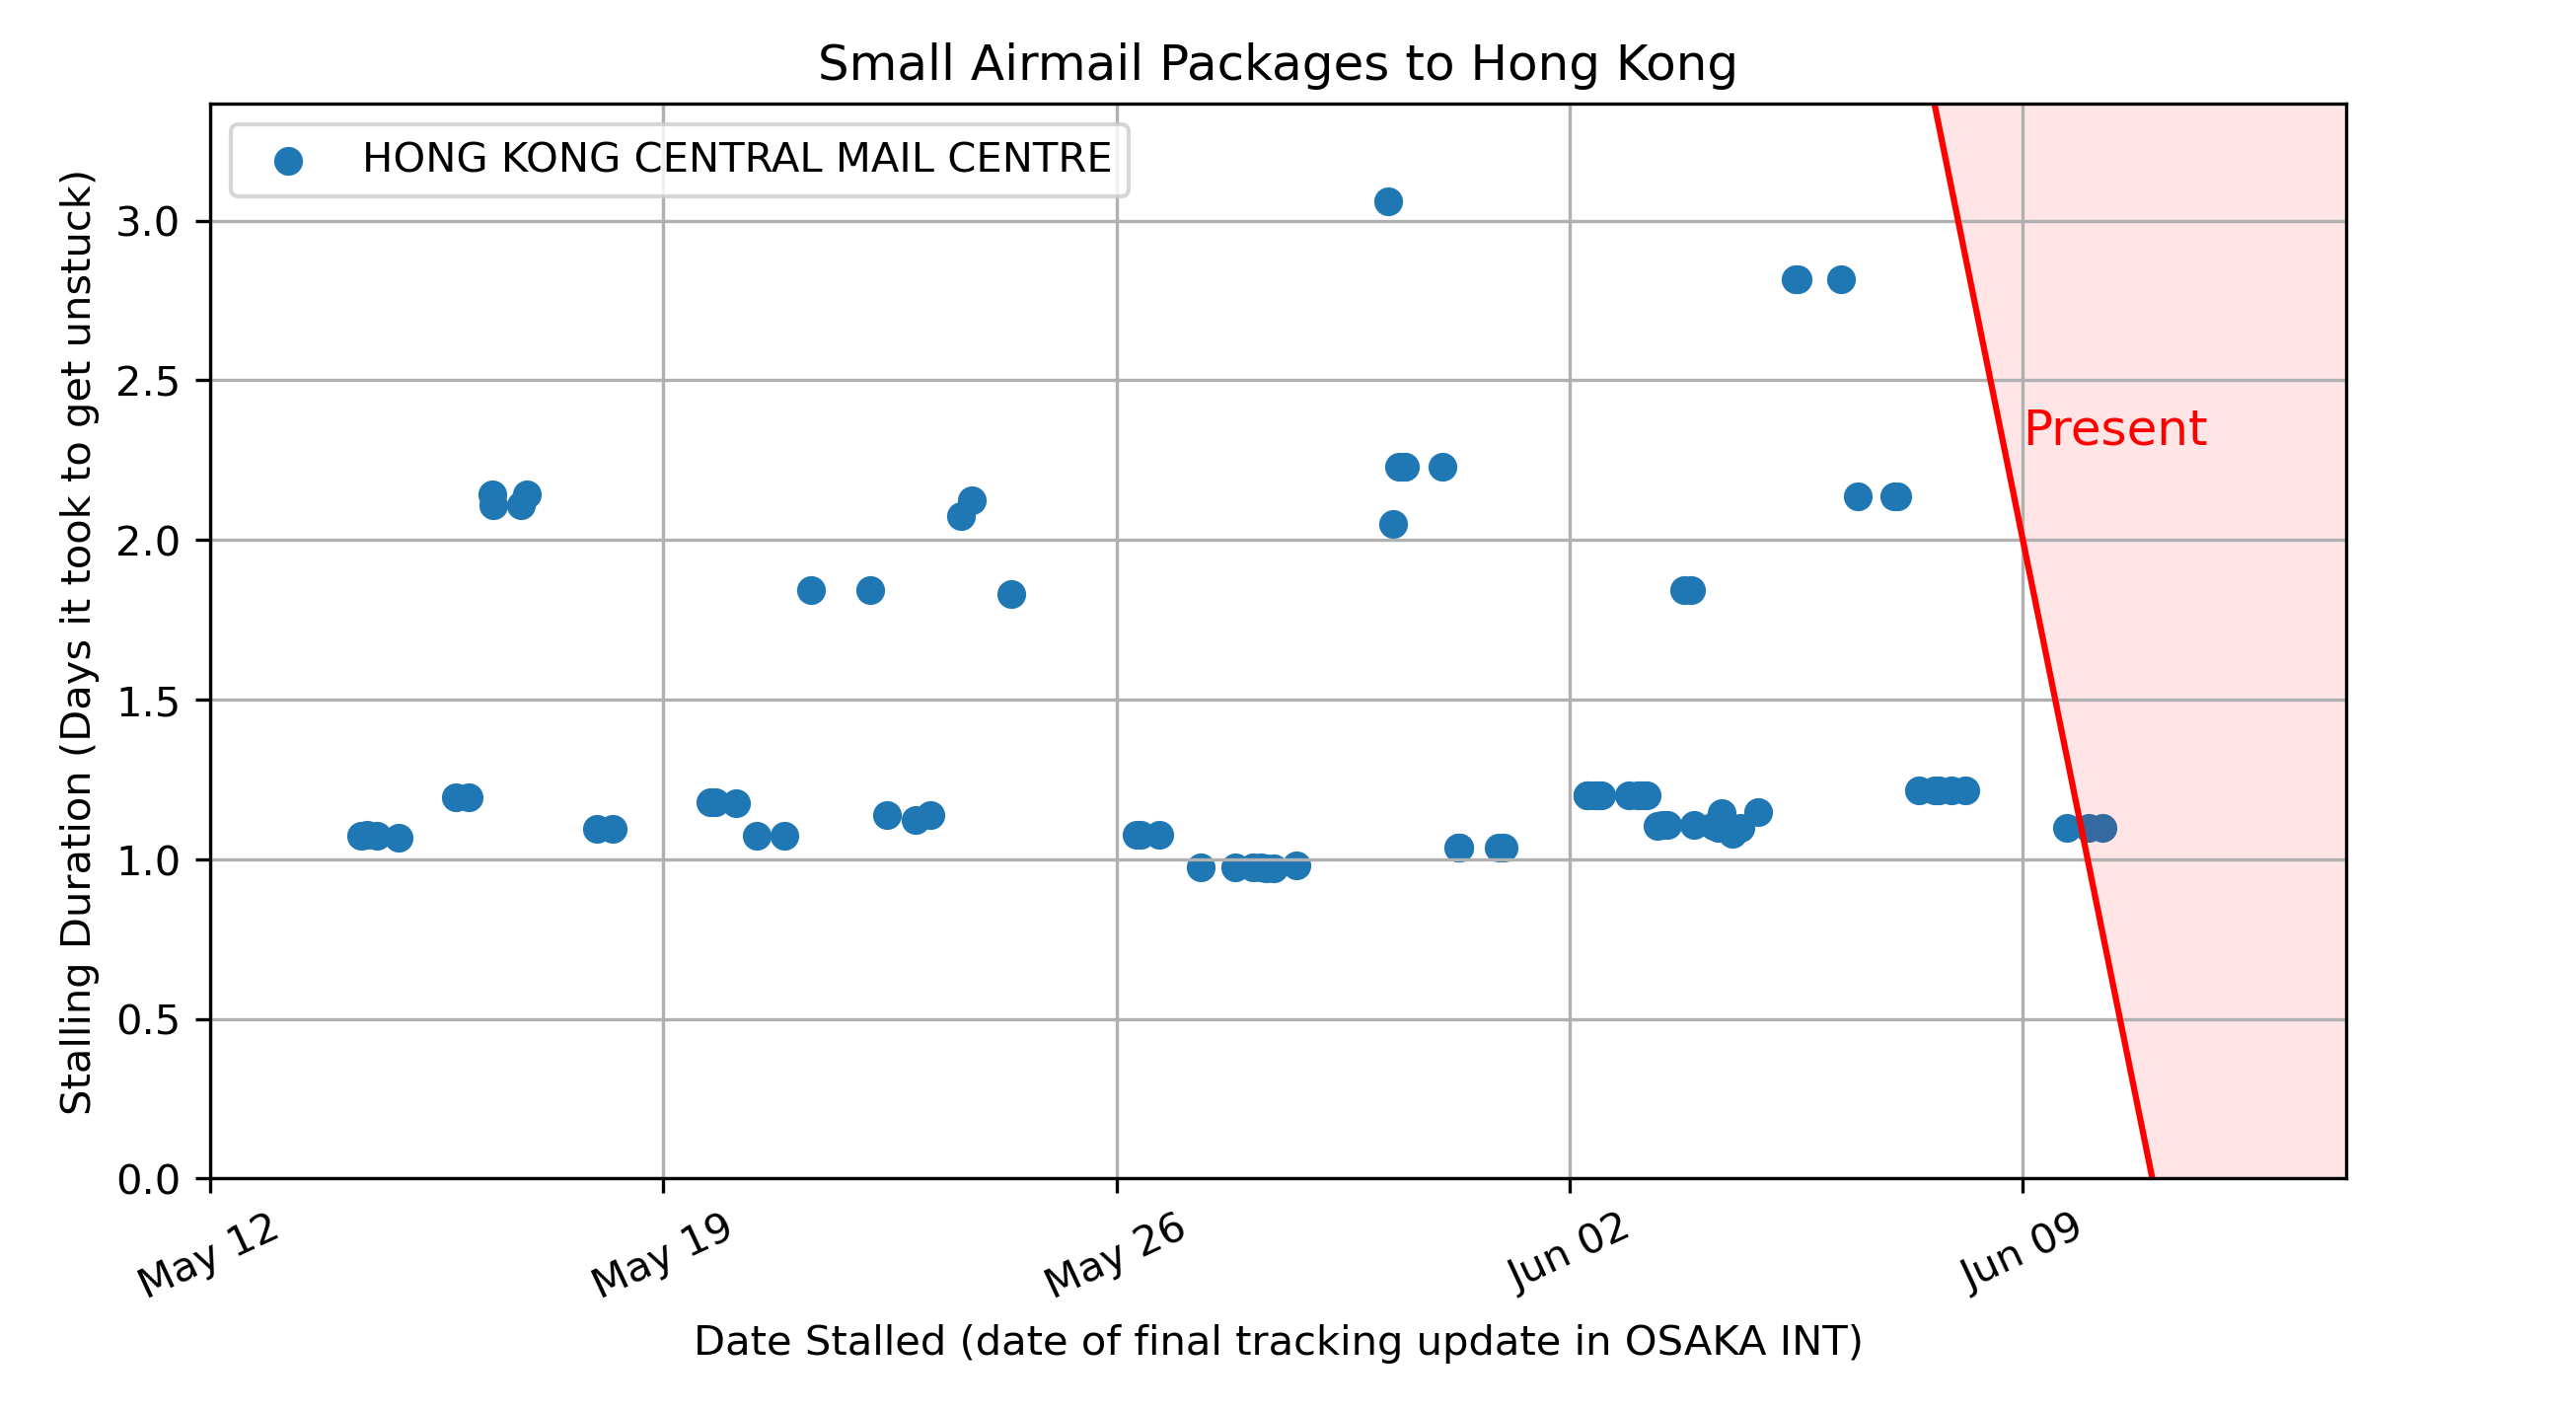 Small Airmail Packages to Hong Kong
HONG KONG CENTRAL MAIL CENTRE
Stalling Duration (Days it took to get unstuck)
3.0
2.5
2.0
1.5
1.0
0.5
0.0
Present
May 12
May 19
May 26
Jun 02
Jun 09
Date Stalled (date of final tracking update in OSAKA INT)